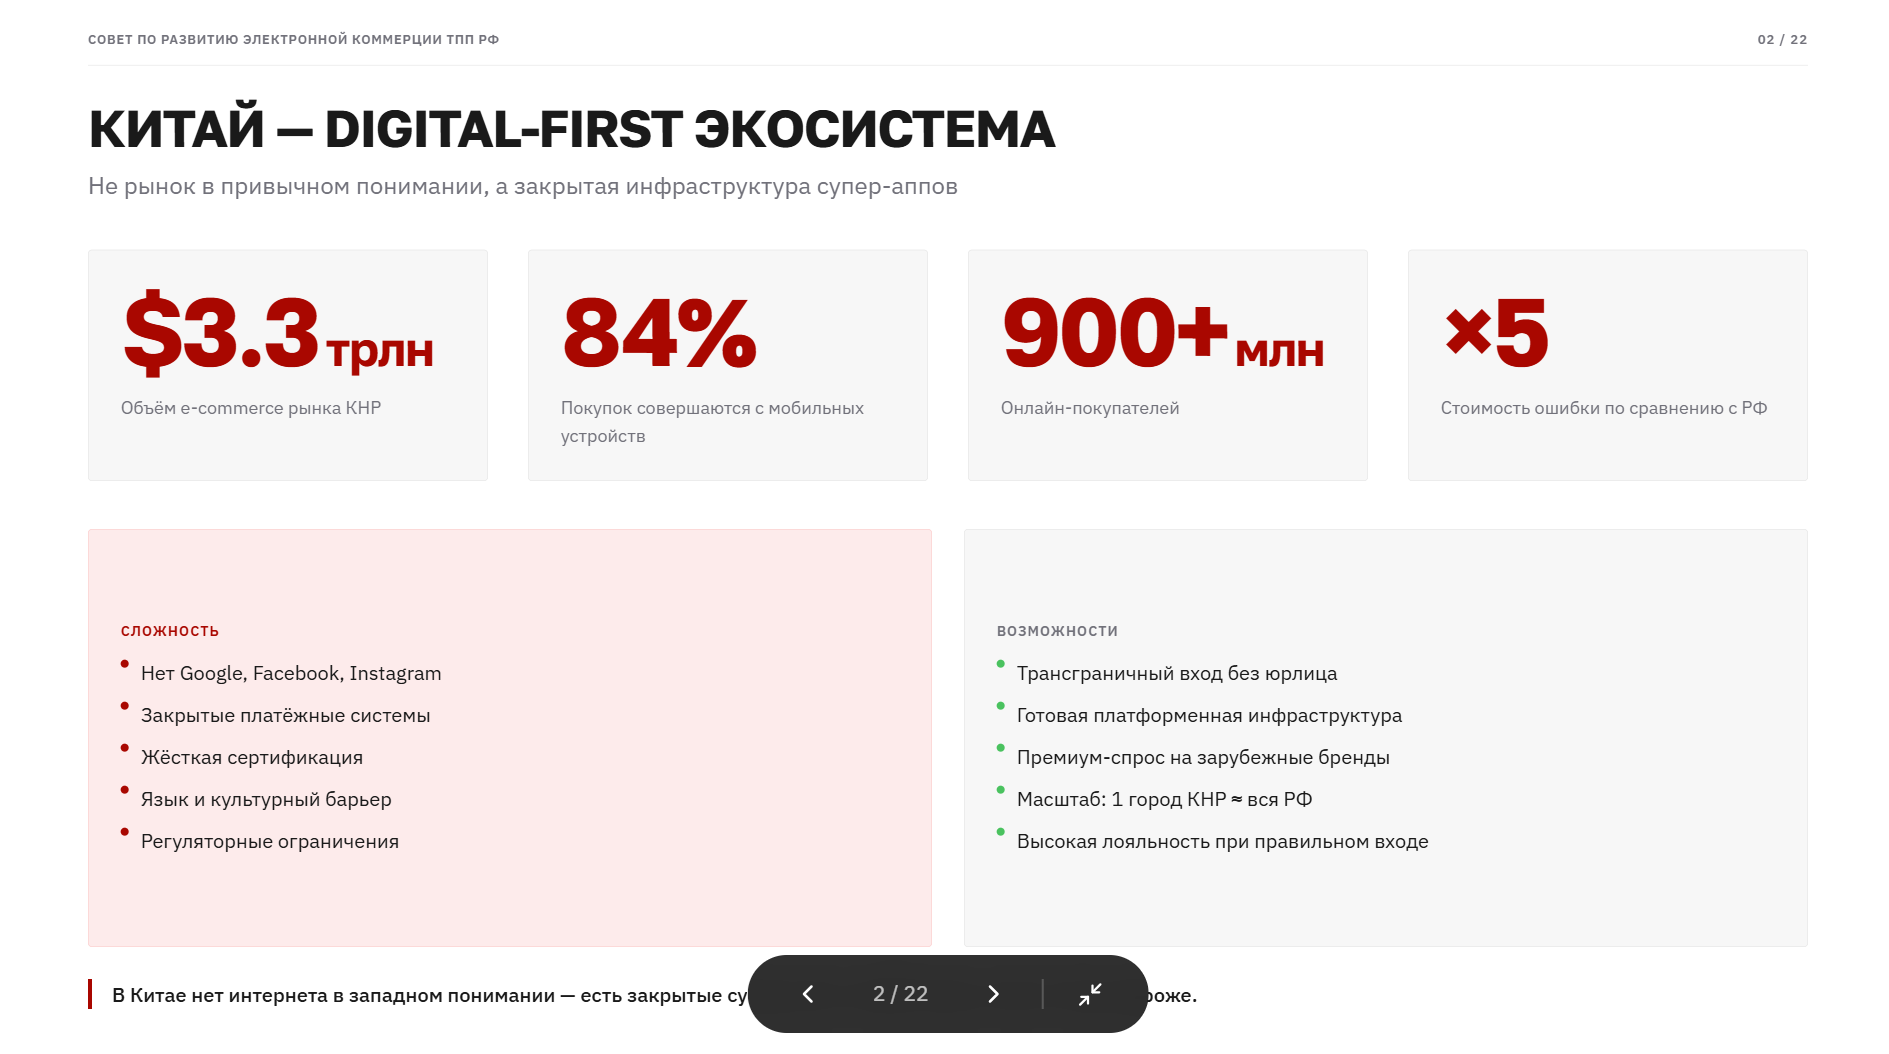 СОВЕТ ПО РАЗВИТИЮ ЭЛЕКТРОННОЙ КОММЕРЦИИ ТПП РФ
02 / 22
КИТАЙ — DIGITAL-FIRST ЭКОСИСТЕМА
Не рынок в привычном понимании, а закрытая инфраструктура супер-аппов
$3.3 трлн
Объём e-commerce рынка КНР
84%
Покупок совершаются с мобильных
устройств
900+ млн
Онлайн-покупателей
×5
Стоимость ошибки по сравнению с РФ
СЛОЖНОСТЬ
Нет Google, Facebook, Instagram
Закрытые платёжные системы
Жёсткая сертификация
Язык и культурный барьер
Регуляторные ограничения
ВОЗМОЖНОСТИ
Трансграничный вход без юрлица
Готовая платформенная инфраструктура
Премиум-спрос на зарубежные бренды
Масштаб: 1 город КНР ≈ вся РФ
Высокая лояльность при правильном входе
В Китае нет интернета в западном понимании — есть закрытые
2 / 22